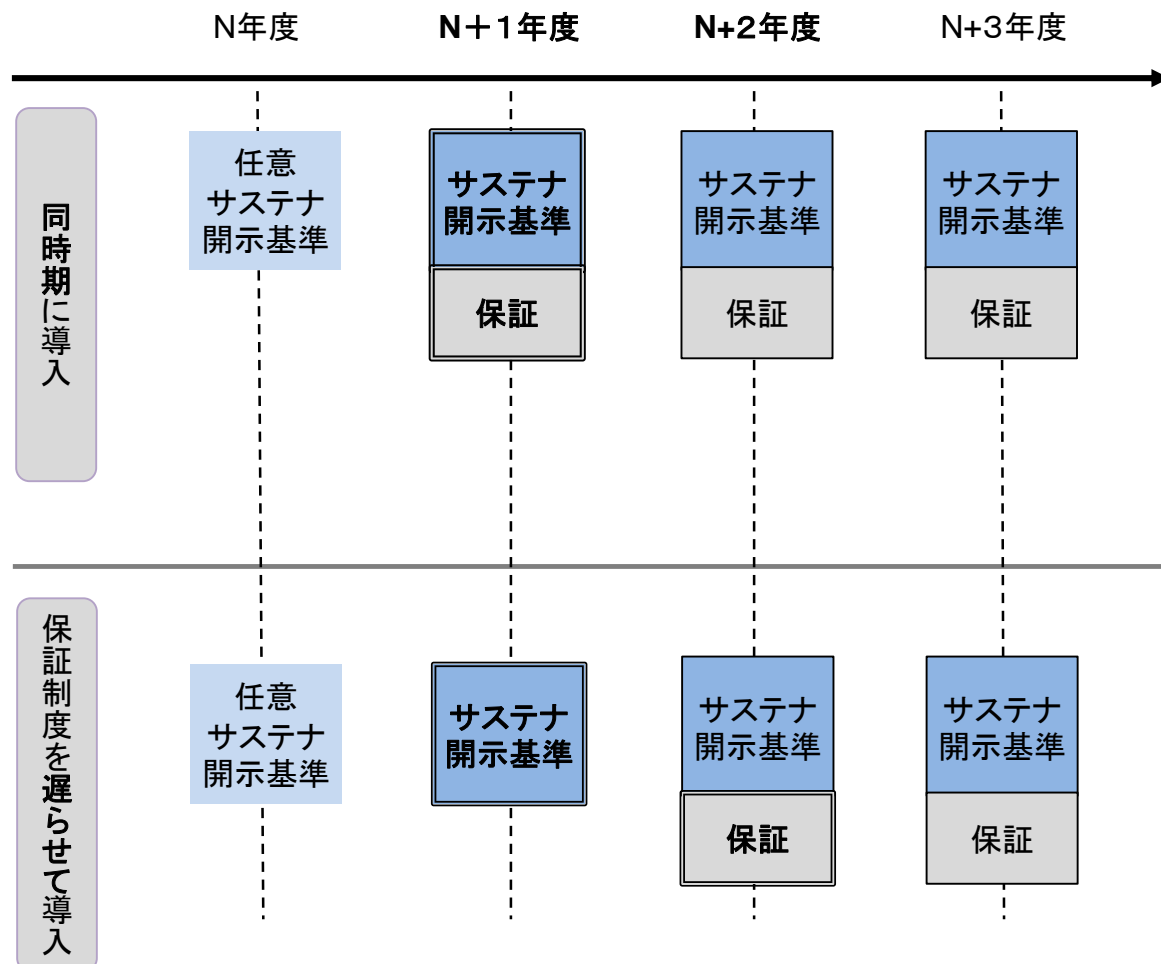 N年度
N＋１年度
N+２年度
N+３年度
同時期に導入
任意
サステナ
開示基準
サステナ
開示基準
保証
サステナ
開示基準
保証
サステナ
開示基準
保証
保証制度を遅らせて導入
任意
サステナ
開示基準
サステナ
開示基準
サステナ
開示基準
保証
サステナ
開示基準
保証